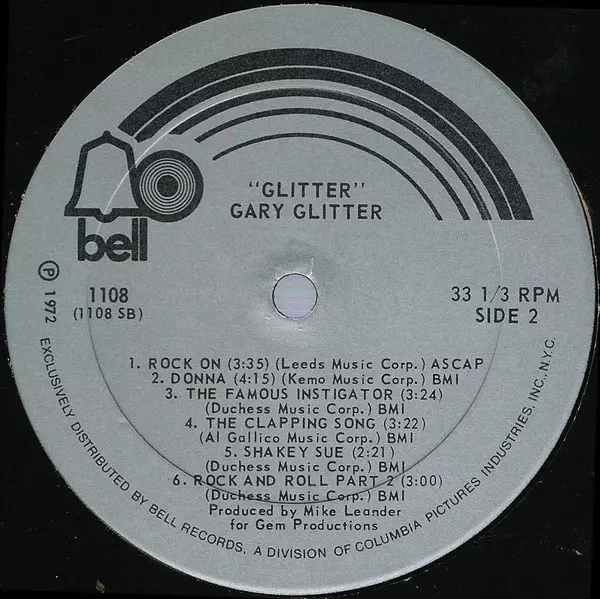 "GLITTER"
GARY GLITTER
bell
℗ 1972
1108
(1108 SB)
33 1/3 RPM
SIDE 2
1. ROCK ON (3:35) (Leeds Music Corp.) ASCAP
2. DONNA (4:15) (Kemo Music Corp.) BMI
3. THE FAMOUS INSTIGATOR (3:24)
(Duchess Music Corp.) BMI
4. THE CLAPPING SONG (3:22)
(Al Gallico Music Corp.) BMI
5. SHAKEY SUE (2:21)
(Duchess Music Corp.) BMI
6. ROCK AND ROLL PART 2 (3:00)
(Duchess Music Corp.) BMI
Produced by Mike Leander
for Gem Productions
EXCLUSIVELY DISTRIBUTED BY BELL RECORDS, A DIVISION OF COLUMBIA PICTURES INDUSTRIES, INC., N.Y.C.